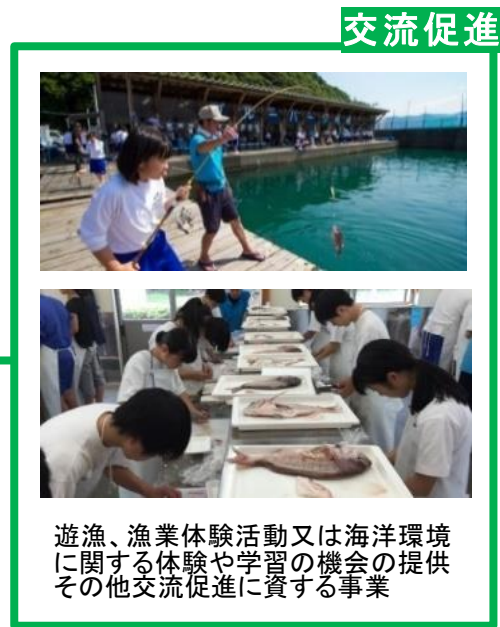 交流促進
遊漁、漁業体験活動又は海洋環境
に関する体験や学習の機会の提供
その他交流促進に資する事業